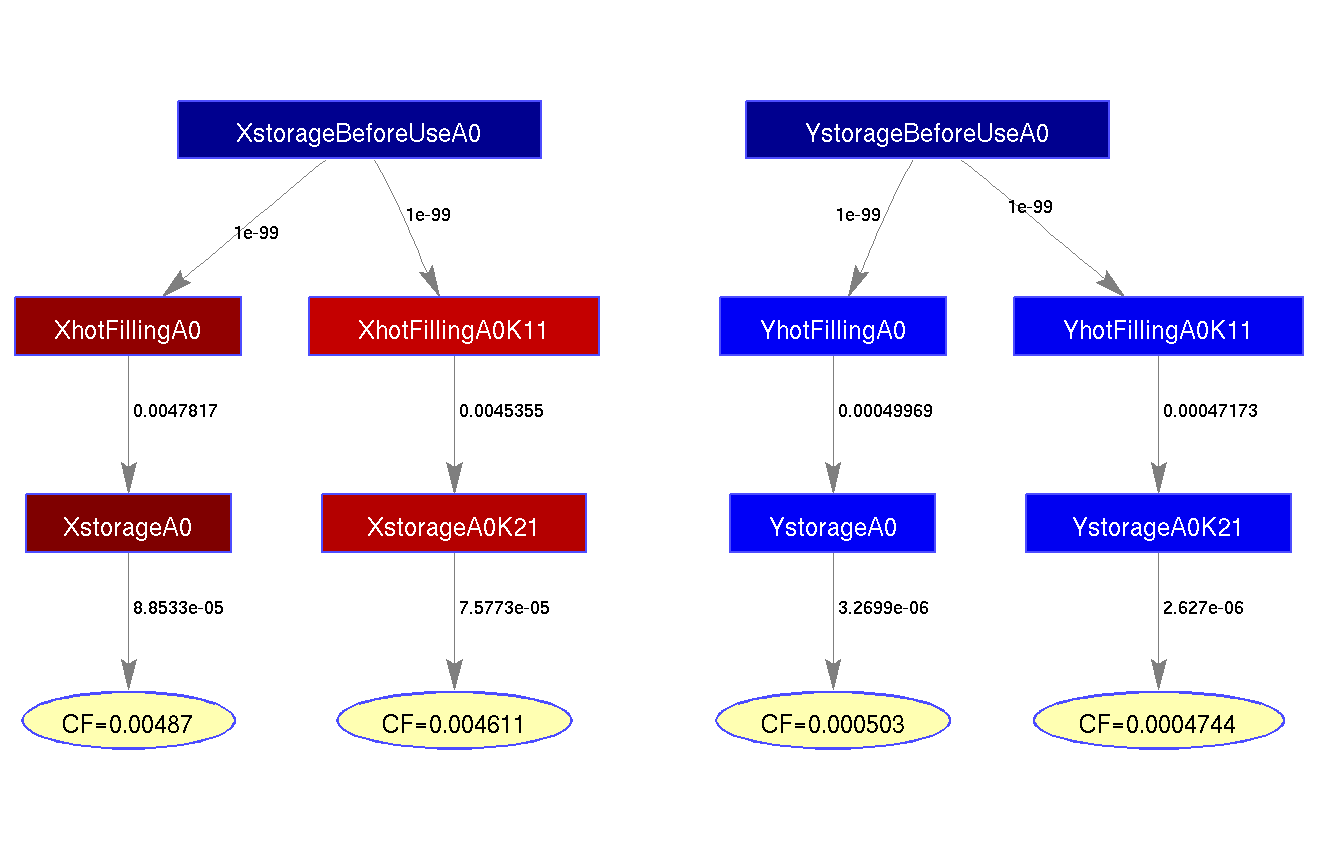 XstorageBeforeUseA0
YstorageBeforeUseA0
1e-99
1e-99
1e-99
1e-99
XhotFillingA0
XhotFillingA0K11
YhotFillingA0
YhotFillingA0K11
0.0047817
0.0045355
0.00049969
0.00047173
XstorageA0
XstorageA0K21
YstorageA0
YstorageA0K21
8.8533e-05
7.5773e-05
3.2699e-06
2.627e-06
CF=0.00487
CF=0.004611
CF=0.000503
CF=0.0004744